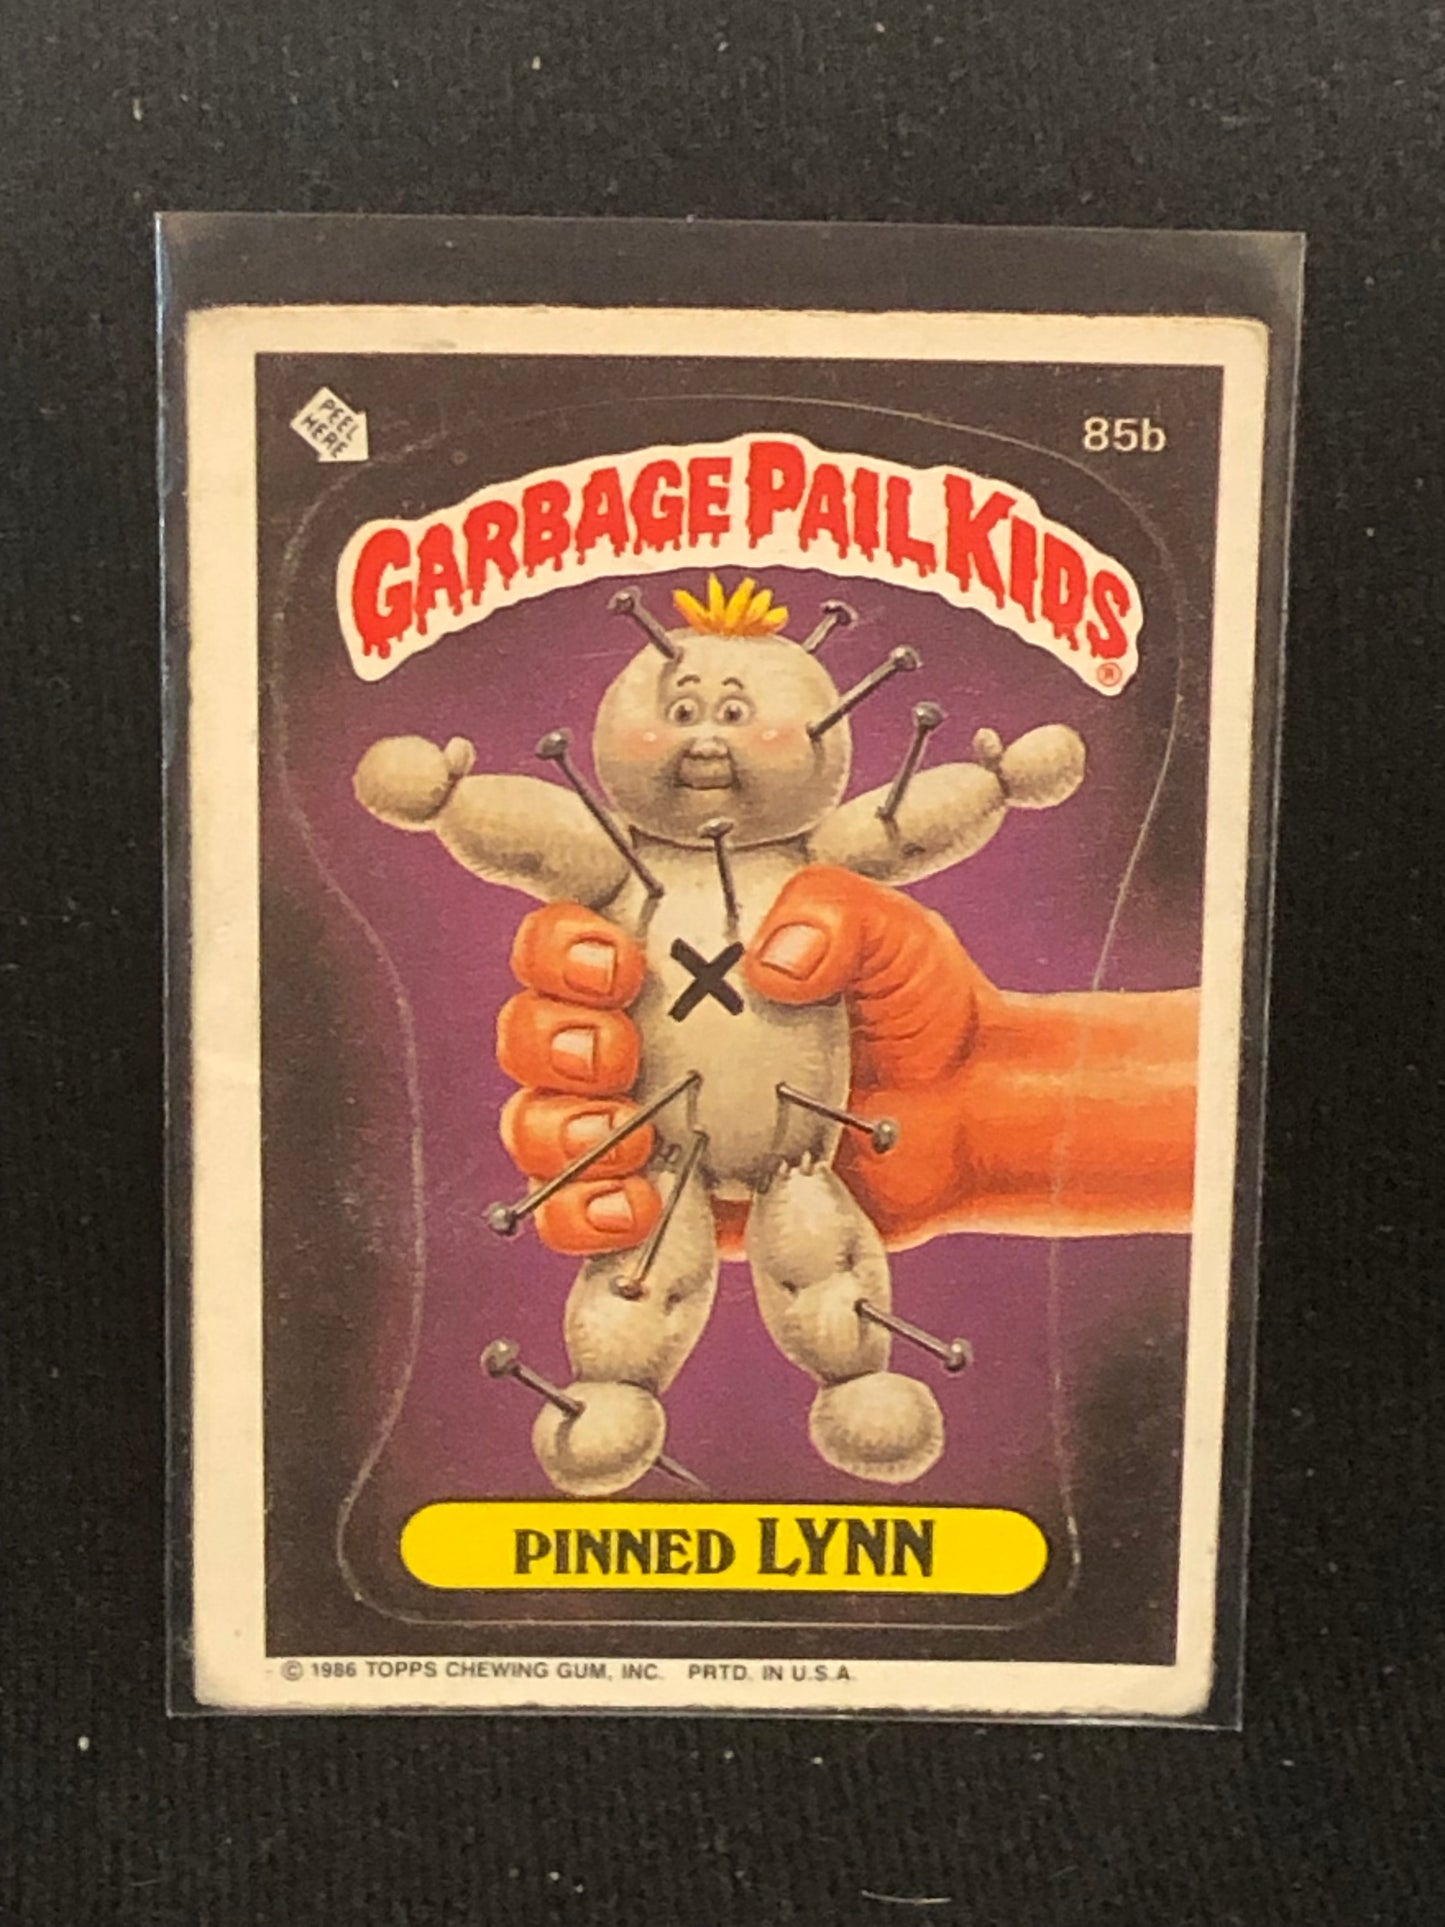 PEEL
HERE
85b
GARBAGE PAIL KIDS
®
X
PINNED LYNN
© 1986 TOPPS CHEWING GUM, INC. PRTD. IN U.S.A.